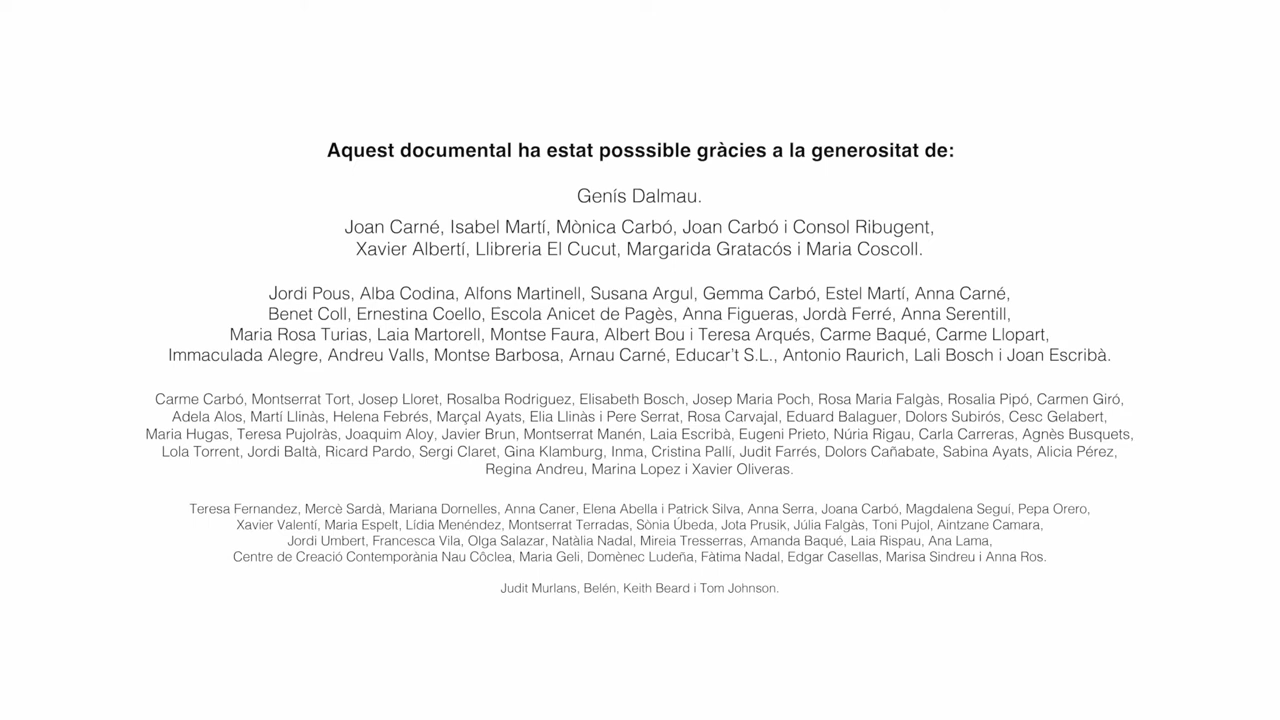 Aquest documental ha estat posssible gràcies a la generositat de:
Genís Dalmau.
Joan Carné, Isabel Martí, Mònica Carbó, Joan Carbó i Consol Ribugent,
Xavier Albertí, Llibreria El Cucut, Margarida Gratacós i Maria Coscoll.
Jordi Pous, Alba Codina, Alfons Martinell, Susana Argul, Gemma Carbó, Estel Martí, Anna Carné,
Benet Coll, Ernestina Coello, Escola Anicet de Pagès, Anna Figueras, Jordà Ferré, Anna Serentill,
Maria Rosa Turias, Laia Martorell, Montse Faura, Albert Bou i Teresa Arqués, Carme Baqué, Carme Llopart,
Immaculada Alegre, Andreu Valls, Montse Barbosa, Arnau Carné, Educar't S.L., Antonio Raurich, Lali Bosch i Joan Escribà.
Carme Carbó, Montserrat Tort, Josep Lloret, Rosalba Rodriguez, Elisabeth Bosch, Josep Maria Poch, Rosa Maria Falgàs, Rosalia Pipó, Carmen Giró,
Adela Alos, Martí Llinàs, Helena Febrés, Marçal Ayats, Elia Llinàs i Pere Serrat, Rosa Carvajal, Eduard Balaguer, Dolors Subirós, Cesc Gelabert,
Maria Hugas, Teresa Pujolràs, Joaquim Aloy, Javier Brun, Montserrat Manén, Laia Escribà, Eugeni Prieto, Núria Rigau, Carla Carreras, Agnès Busquets,
Lola Torrent, Jordi Baltà, Ricard Pardo, Sergi Claret, Gina Klamburg, Inma, Cristina Pallí, Judit Farrés, Dolors Cañabate, Sabina Ayats, Alicia Pérez,
Regina Andreu, Marina Lopez i Xavier Oliveras.
Teresa Fernandez, Mercè Sardà, Mariana Dornelles, Anna Caner, Elena Abella i Patrick Silva, Anna Serra, Joana Carbó, Magdalena Seguí, Pepa Orero,
Xavier Valentí, Maria Espelt, Lídia Menéndez, Montserrat Terradas, Sònia Úbeda, Jota Prusik, Júlia Falgàs, Toni Pujol, Aintzane Camara,
Jordi Umbert, Francesca Vila, Olga Salazar, Natàlia Nadal, Mireia Tresserras, Amanda Baqué, Laia Rispau, Ana Lama,
Centre de Creació Contemporània Nau Côclea, Maria Geli, Domènec Ludeña, Fàtima Nadal, Edgar Casellas, Marisa Sindreu i Anna Ros.
Judit Murlans, Belén, Keith Beard i Tom Johnson.